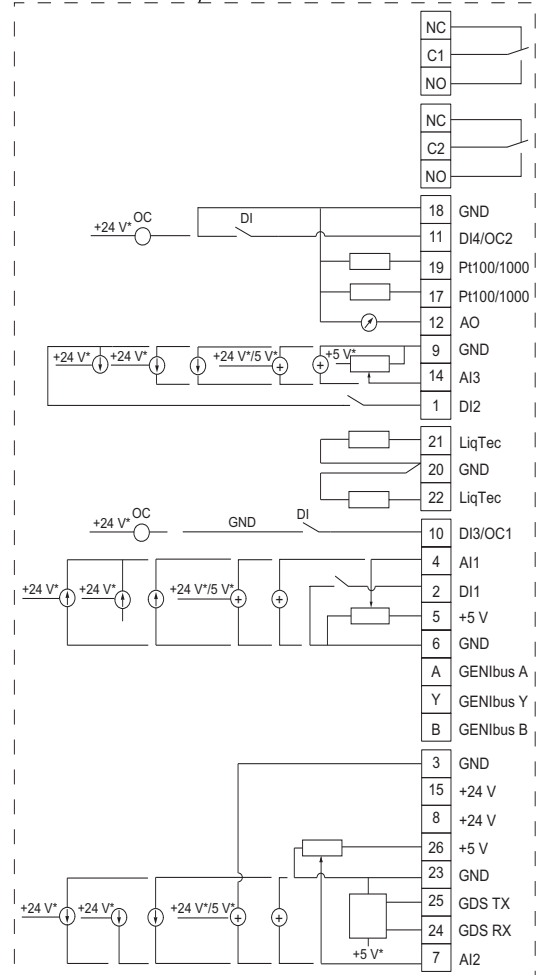 NC
C1
NO
NC
C2
NO
18 GND
+24 V* OC DI 11 DI4/OC2
19 Pt100/1000
17 Pt100/1000
12 AO
9 GND
+24 V* +24 V* +24 V*/5 V* +5 V*
14 AI3
1 DI2
21 LiqTec
20 GND
22 LiqTec
+24 V* OC GND DI 10 DI3/OC1
4 AI1
+24 V* +24 V* +24 V*/5 V* 2 DI1
5 +5 V
6 GND
A GENIbus A
Y GENIbus Y
B GENIbus B
3 GND
15 +24 V
8 +24 V
26 +5 V
23 GND
25 GDS TX
+24 V* +24 V* +24 V*/5 V*
24 GDS RX
+5 V*
7 AI2